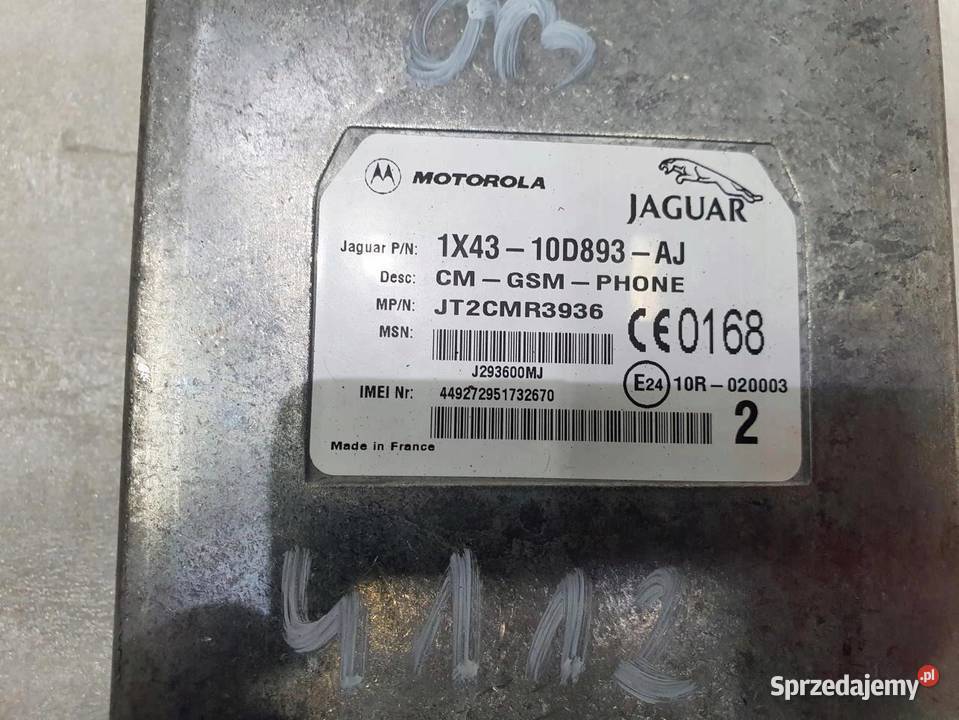 MOTOROLA
JAGUAR
Jaguar P/N: 1X43-10D893-AJ
Desc: CM-GSM-PHONE
MP/N: JT2CMR3936
MSN:
CE0168
J293600MJ
E24 10R-020003
IMEI Nr: 449272951732670
2
Made in France
4112
Sprzedajemy.pl